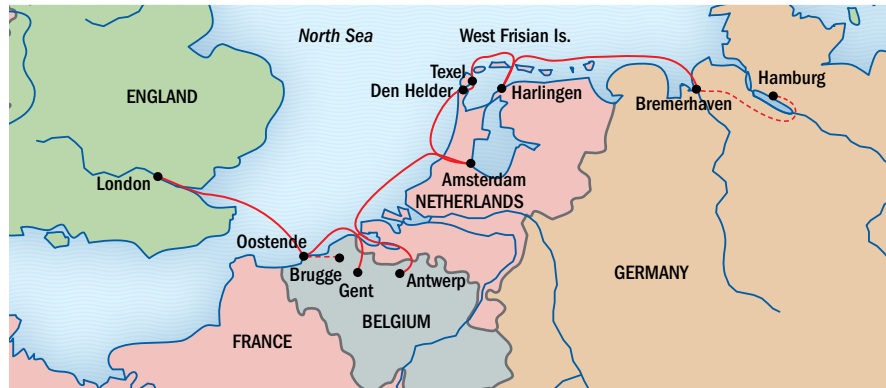 North Sea
West Frisian Is.
Texel
Den Helder
Harlingen
Hamburg
Bremerhaven
ENGLAND
London
Amsterdam
NETHERLANDS
Oostende
Brugge
Gent
Antwerp
GERMANY
BELGIUM
FRANCE